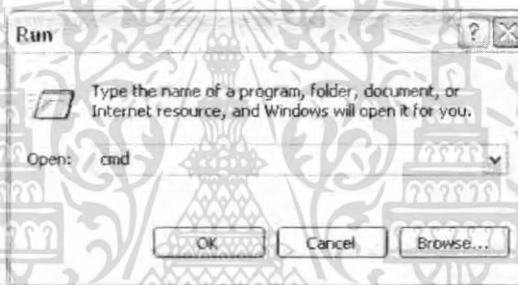 Run
Type the name of a program, folder, document, or
Internet resource, and Windows will open it for you.
Open: cmd
OK Cancel Browse...